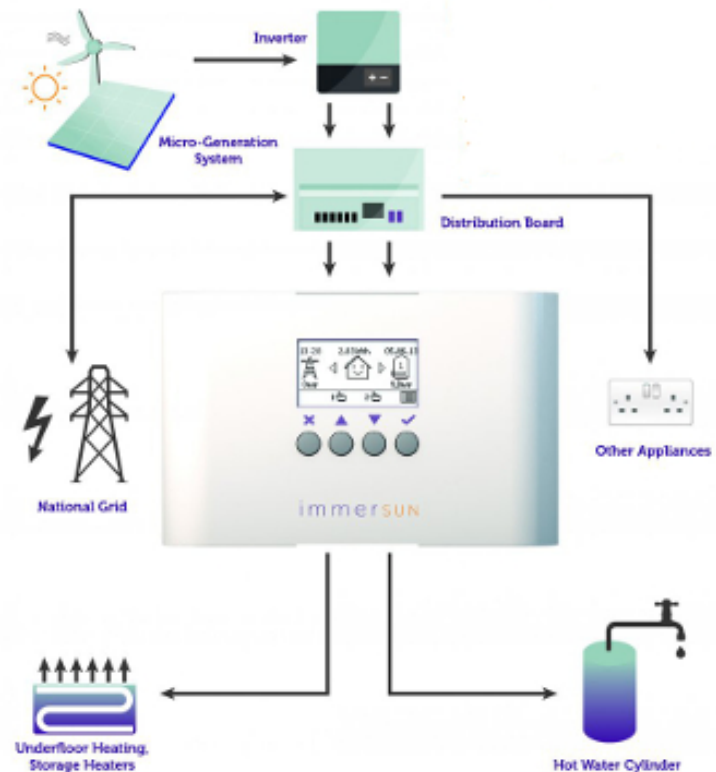 Inverter
Micro-Generation
System
Distribution Board
immerSUN
National Grid
Other Appliances
Underfloor Heating,
Storage Heaters
Hot Water Cylinder